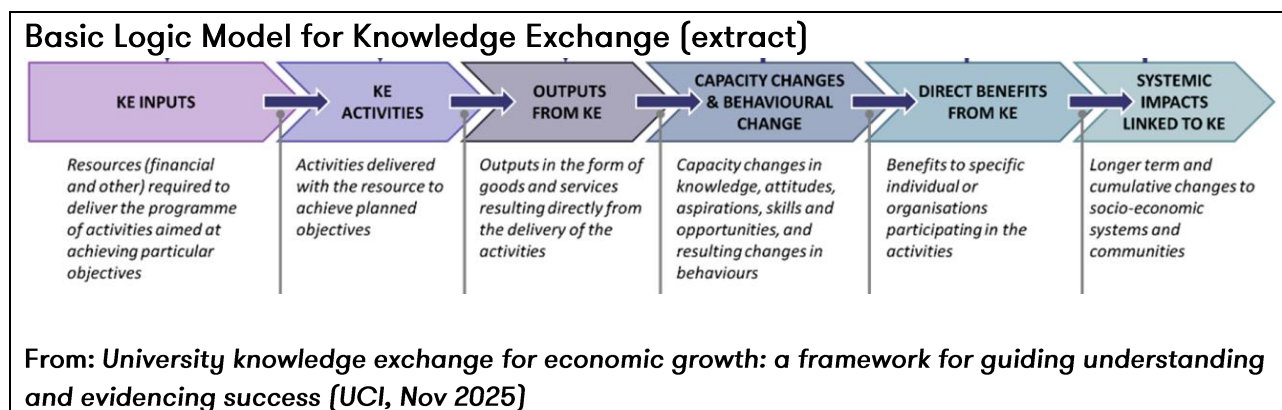 Basic Logic Model for Knowledge Exchange (extract)
KE INPUTS
KE
ACTIVITIES
OUTPUTS
FROM KE
CAPACITY CHANGES
& BEHAVIOURAL
CHANGE
DIRECT BENEFITS
FROM KE
SYSTEMIC
IMPACTS
LINKED TO KE
Resources (financial
and other) required to
deliver the programme
of activities aimed at
achieving particular
objectives
Activities delivered
with the resource to
achieve planned
objectives
Outputs in the form of
goods and services
resulting directly from
the delivery of the
activities
Capacity changes in
knowledge, attitudes,
aspirations, skills and
opportunities, and
resulting changes in
behaviours
Benefits to specific
individual or
organisations
participating in the
activities
Longer term and
cumulative changes to
socio-economic
systems and
communities
From: University knowledge exchange for economic growth: a framework for guiding understanding
and evidencing success (UCI, Nov 2025)